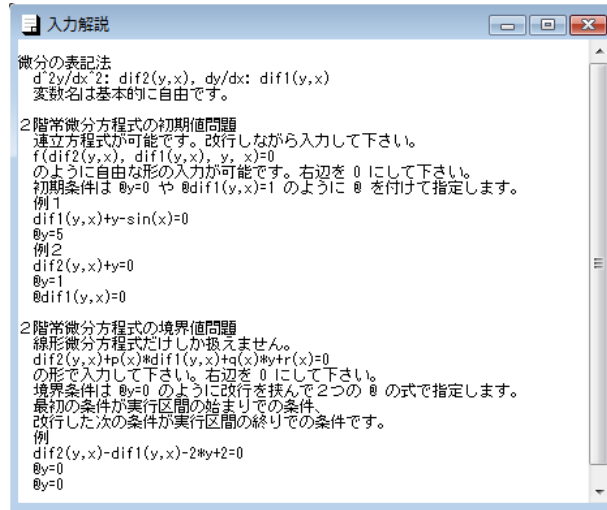 入力解説
微分の表記法
d^2y/dx^2: dif2(y,x), dy/dx: dif1(y,x)
変数名は基本的に自由です。
2階常微分方程式の初期値問題
連立方程式が可能です。改行しながら入力して下さい。
f(dif2(y,x), dif1(y,x), y, x)=0
のように自由な形の入力が可能です。右辺を 0 にして下さい。
初期条件は @y=0 や @dif1(y,x)=1 のように @ を付けて指定します。
例１
dif1(y,x)+y-sin(x)=0
@y=5
例２
dif2(y,x)+y=0
@y=1
@dif1(y,x)=0
２階常微分方程式の境界値問題
線形微分方程式だけしか扱えません。
dif2(y,x)+p(x)*dif1(y,x)+q(x)*y+r(x)=0
の形で入力して下さい。右辺を 0 にして下さい。
境界条件は @y=0 のように改行を挟んで２つの @ の式で指定します。
最初の条件が実行区間の始まりでの条件、
改行した次の条件が実行区間の終りでの条件です。
例
dif2(y,x)-dif1(y,x)-2*y+2=0
@y=0
@y=0